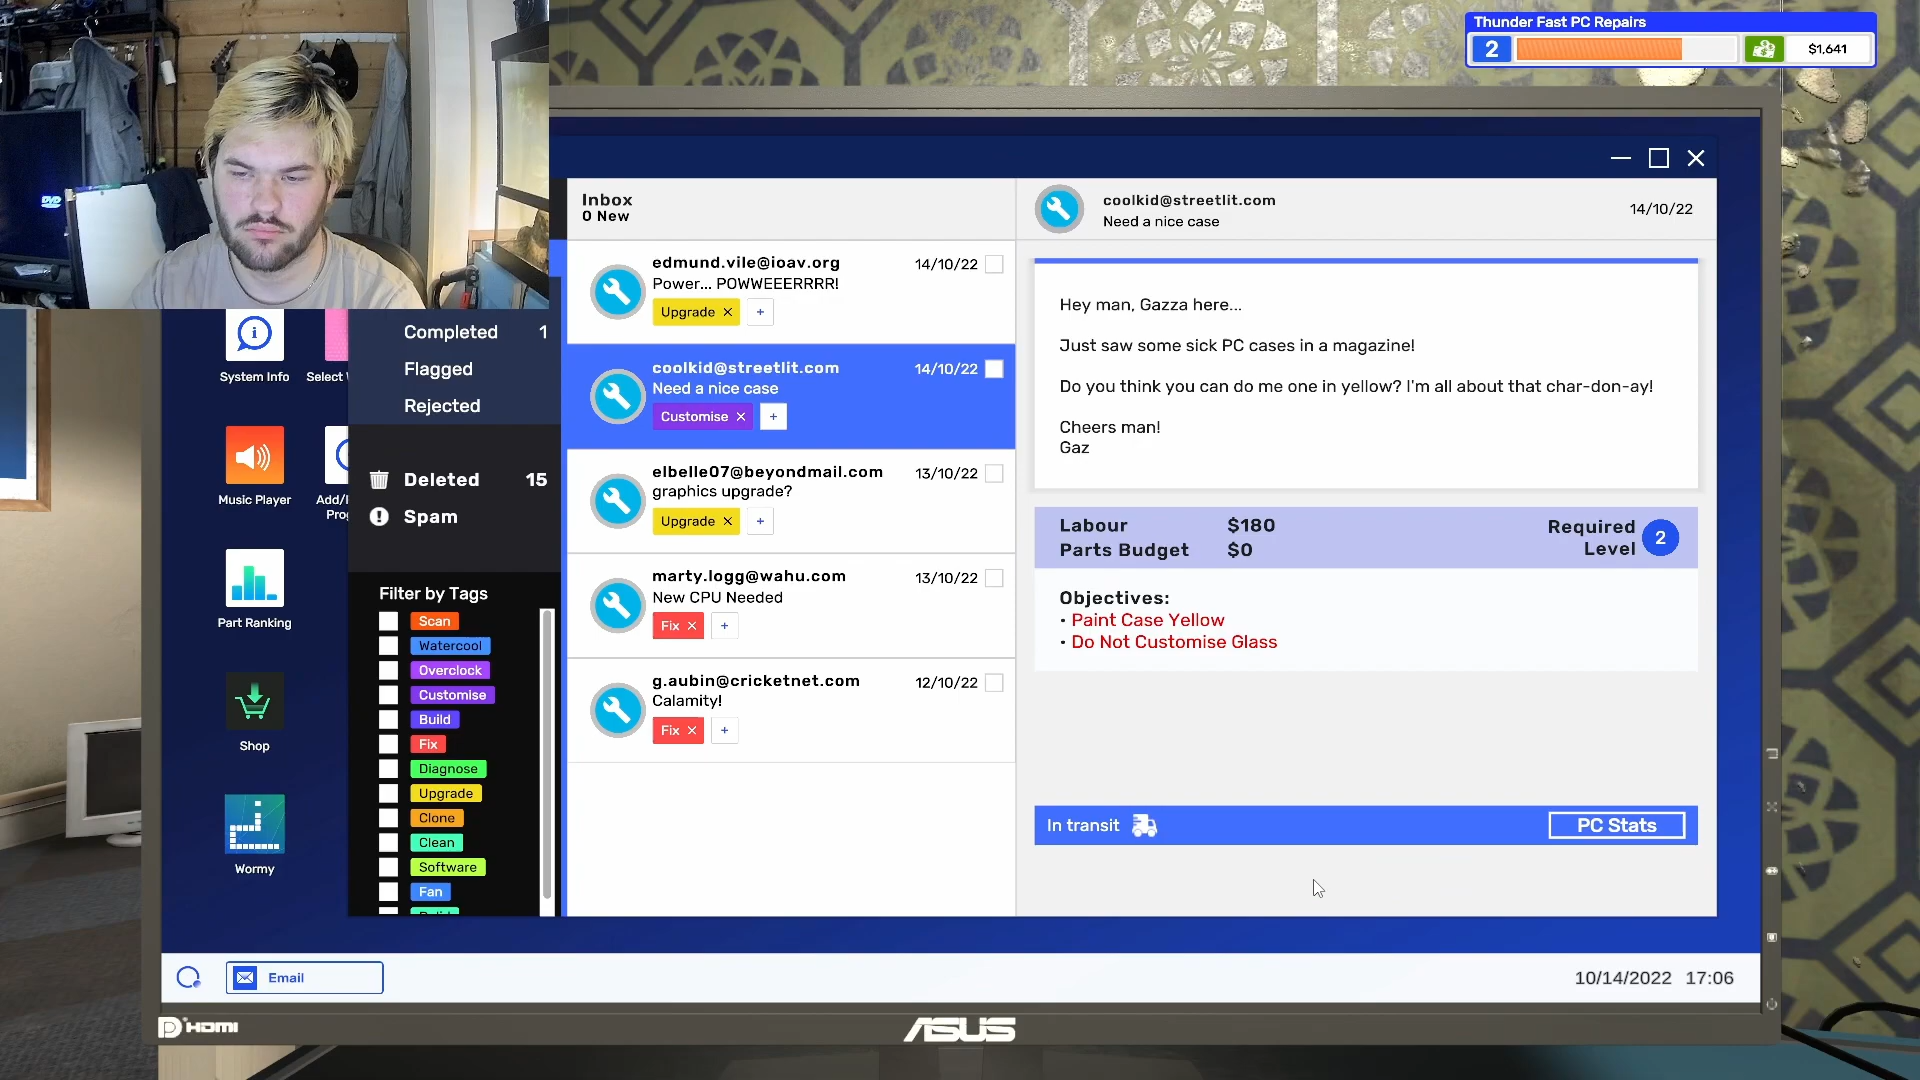 Thunder Fast PC Repairs
2
$1,641
DVD
Inbox
0 New
coolkid@streetlit.com
Need a nice case
14/10/22
edmund.vile@ioav.org
14/10/22
Power... POWWEEERRRR!
Upgrade × +
coolkid@streetlit.com
14/10/22
Need a nice case
Customise × +
elbelle07@beyondmail.com
13/10/22
graphics upgrade?
Upgrade × +
marty.logg@wahu.com
13/10/22
New CPU Needed
Fix × +
g.aubin@cricketnet.com
12/10/22
Calamity!
Fix × +
Hey man, Gazza here...
Just saw some sick PC cases in a magazine!
Do you think you can do me one in yellow? I'm all about that char-don-ay!
Cheers man!
Gaz
Labour $180
Parts Budget $0
Required
Level
2
Objectives:
• Paint Case Yellow
• Do Not Customise Glass
In transit
PC Stats
Completed 1
Flagged
Rejected
Deleted 15
Spam
Filter by Tags
Scan
Watercool
Overclock
Customise
Build
Fix
Diagnose
Upgrade
Clone
Clean
Software
Fan
System Info
Select
Music Player
Part Ranking
Shop
Wormy
Email
10/14/2022 17:06
HDMI
ASUS